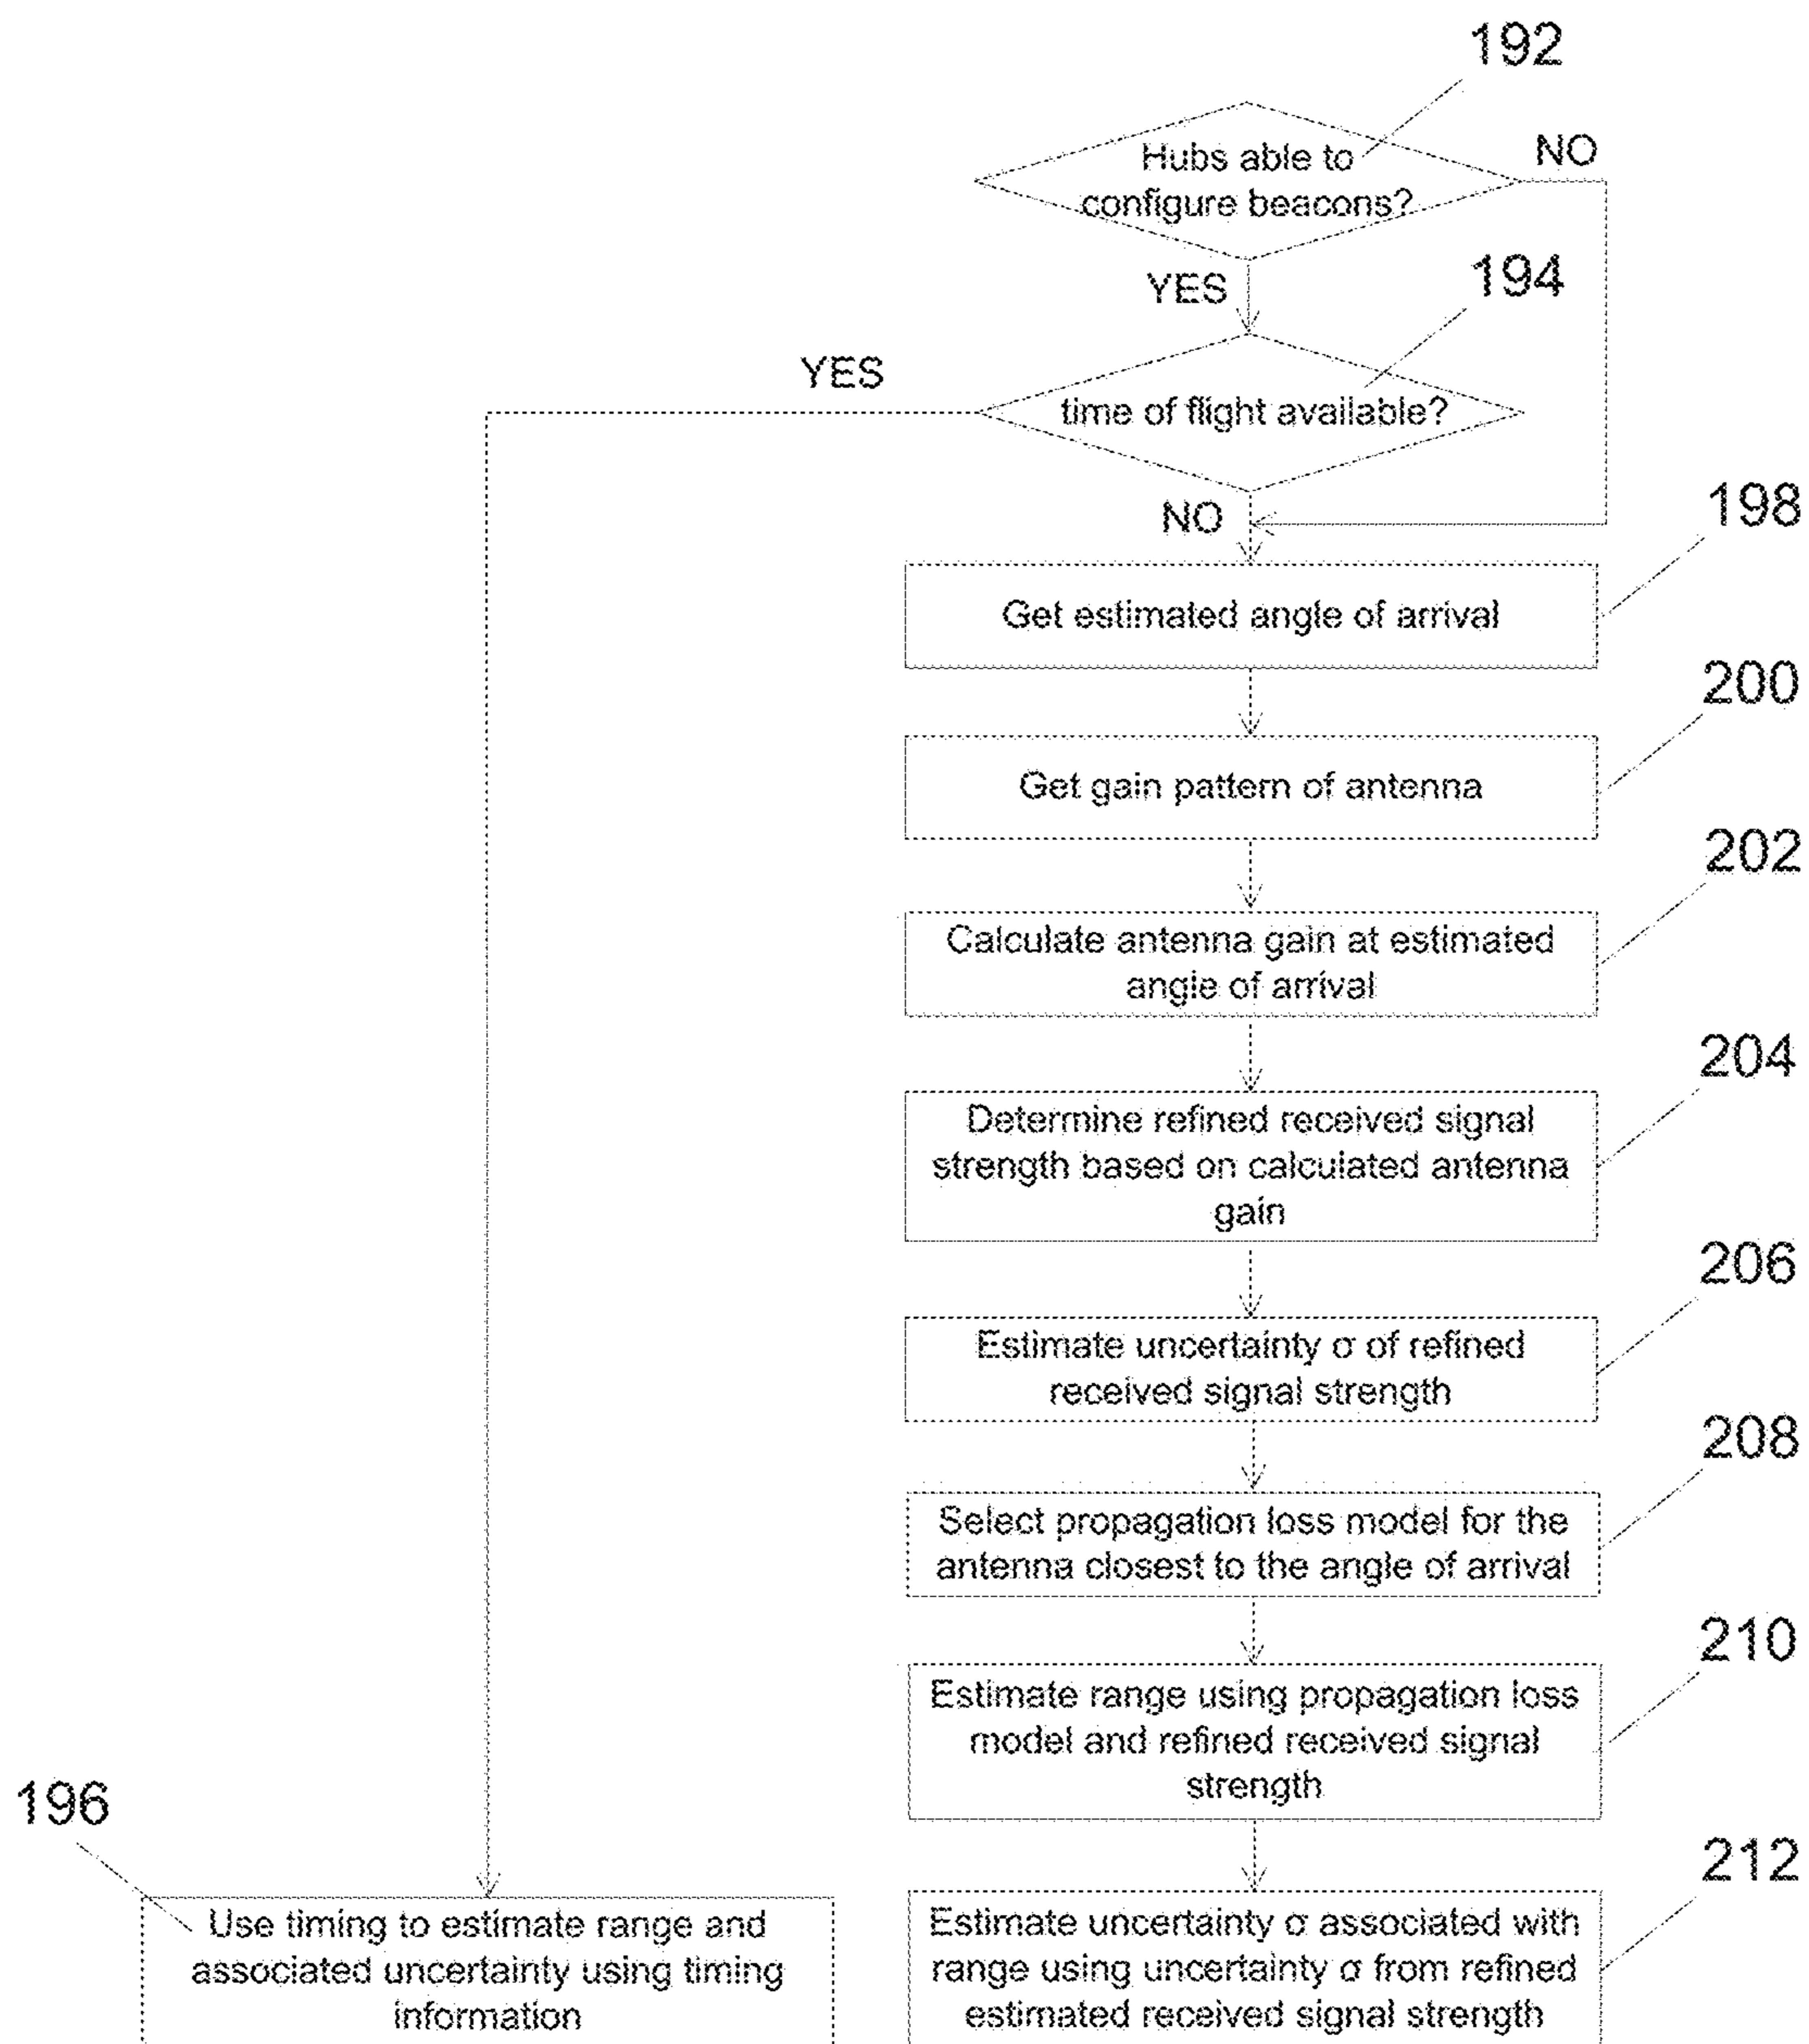 192
Hubs able to
configure beacons?
NO
YES
194
YES
time of flight available?
NO
198
Get estimated angle of arrival
200
Get gain pattern of antenna
202
Calculate antenna gain at estimated
angle of arrival
204
Determine refined received signal
strength based on calculated antenna
gain
206
Estimate uncertainty σ of refined
received signal strength
208
Select propagation loss model for the
antenna closest to the angle of arrival
210
Estimate range using propagation loss
model and refined received signal
strength
196
Use timing to estimate range and
associated uncertainty using timing
information
212
Estimate uncertainty σ associated with
range using uncertainty σ from refined
estimated received signal strength